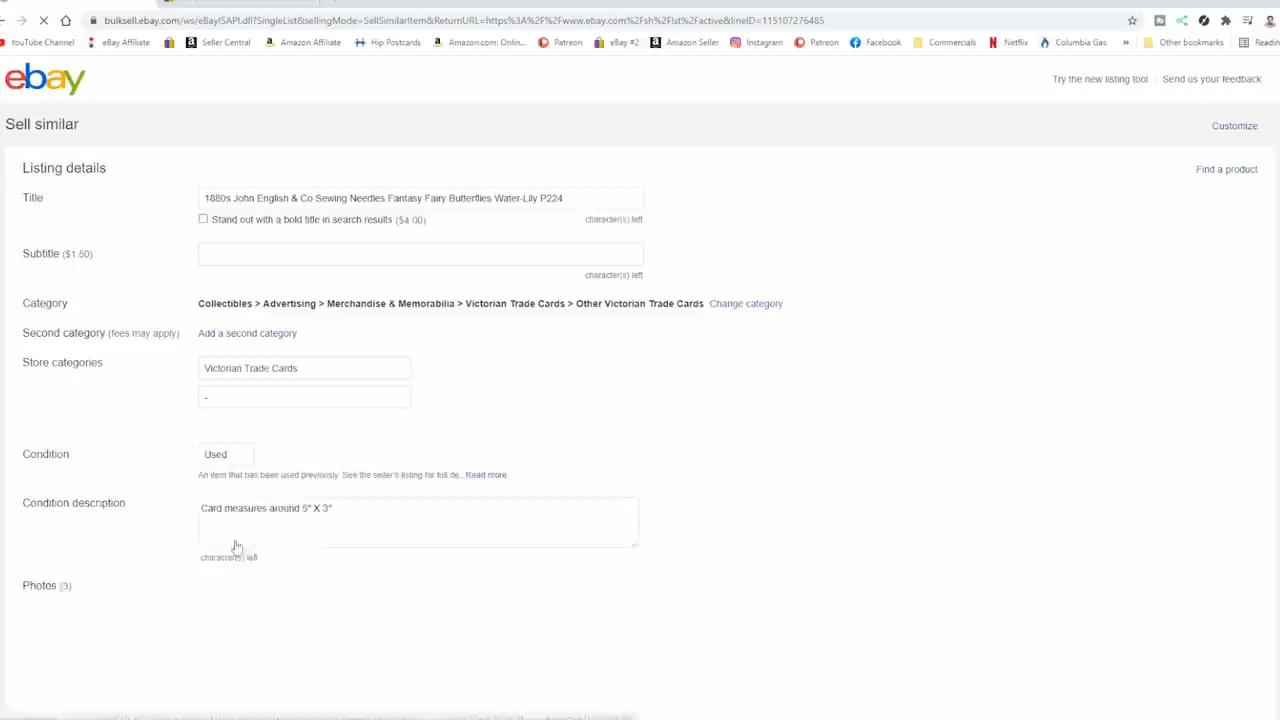 bulksell.ebay.com/ws/eBayISAPI.dll?SingleList&sellingMode=SellSimilarItem&ReturnURL=https%3A%2F%2Fwww.ebay.com%2Fsh%2Flst%2Factive&lineID=115107276485
YouTube Channel eBay Affiliate Seller Central Amazon Affiliate Hip Postcards Amazon.com: Onlin... Patreon eBay #2 Amazon Seller Instagram Patreon Facebook Commercials Netflix Columbia Gas » Other bookmarks Readin
ebay
Try the new listing tool Send us your feedback
Sell similar
Customize
Listing details
Find a product
Title
1880s John English & Co Sewing Needles Fantasy Fairy Butterflies Water-Lily P224
Stand out with a bold title in search results ($4.00)
character(s) left
Subtitle ($1.50)
character(s) left
Category
Collectibles > Advertising > Merchandise & Memorabilia > Victorian Trade Cards > Other Victorian Trade Cards Change category
Second category (fees may apply)
Add a second category
Store categories
Victorian Trade Cards
-
Condition
Used
An item that has been used previously. See the seller's listing for full de... Read more
Condition description
Card measures around 5" X 3"
character(s) left
Photos (3)